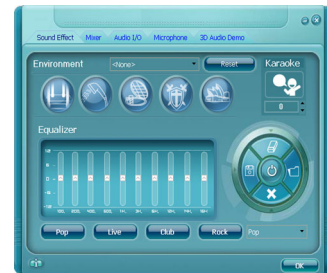 Sound Effect Mixer Audio I/O Microphone 3D Audio Demo
Environment <None> Reset Karaoke
0
Equalizer
Pop Live Club Rock Pop
OK